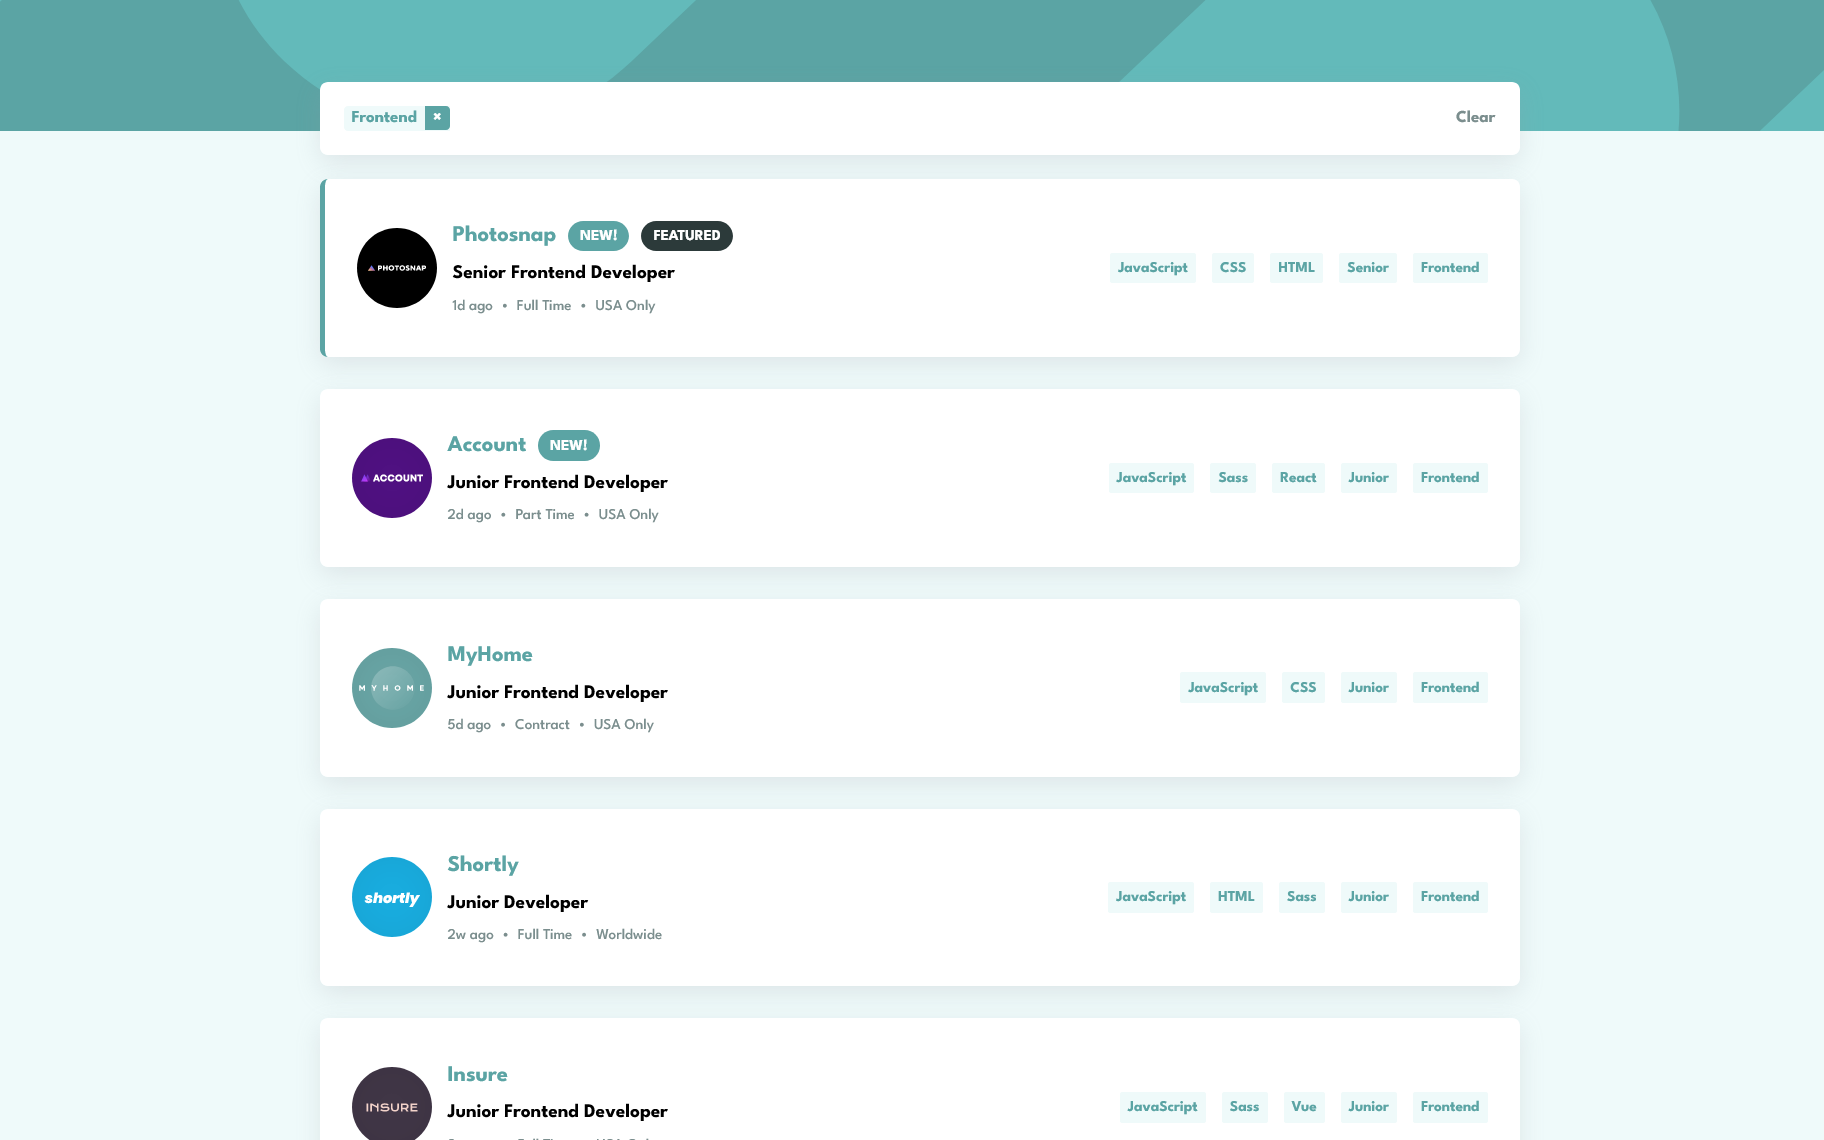 Frontend ✖ Clear
PHOTOSNAP
Photosnap NEW! FEATURED
Senior Frontend Developer
1d ago • Full Time • USA Only
JavaScript CSS HTML Senior Frontend
ACCOUNT
Account NEW!
Junior Frontend Developer
2d ago • Part Time • USA Only
JavaScript Sass React Junior Frontend
MYHOME
MyHome
Junior Frontend Developer
5d ago • Contract • USA Only
JavaScript CSS Junior Frontend
shortly
Shortly
Junior Developer
2w ago • Full Time • Worldwide
JavaScript HTML Sass Junior Frontend
INSURE
Insure
Junior Frontend Developer
JavaScript Sass Vue Junior Frontend